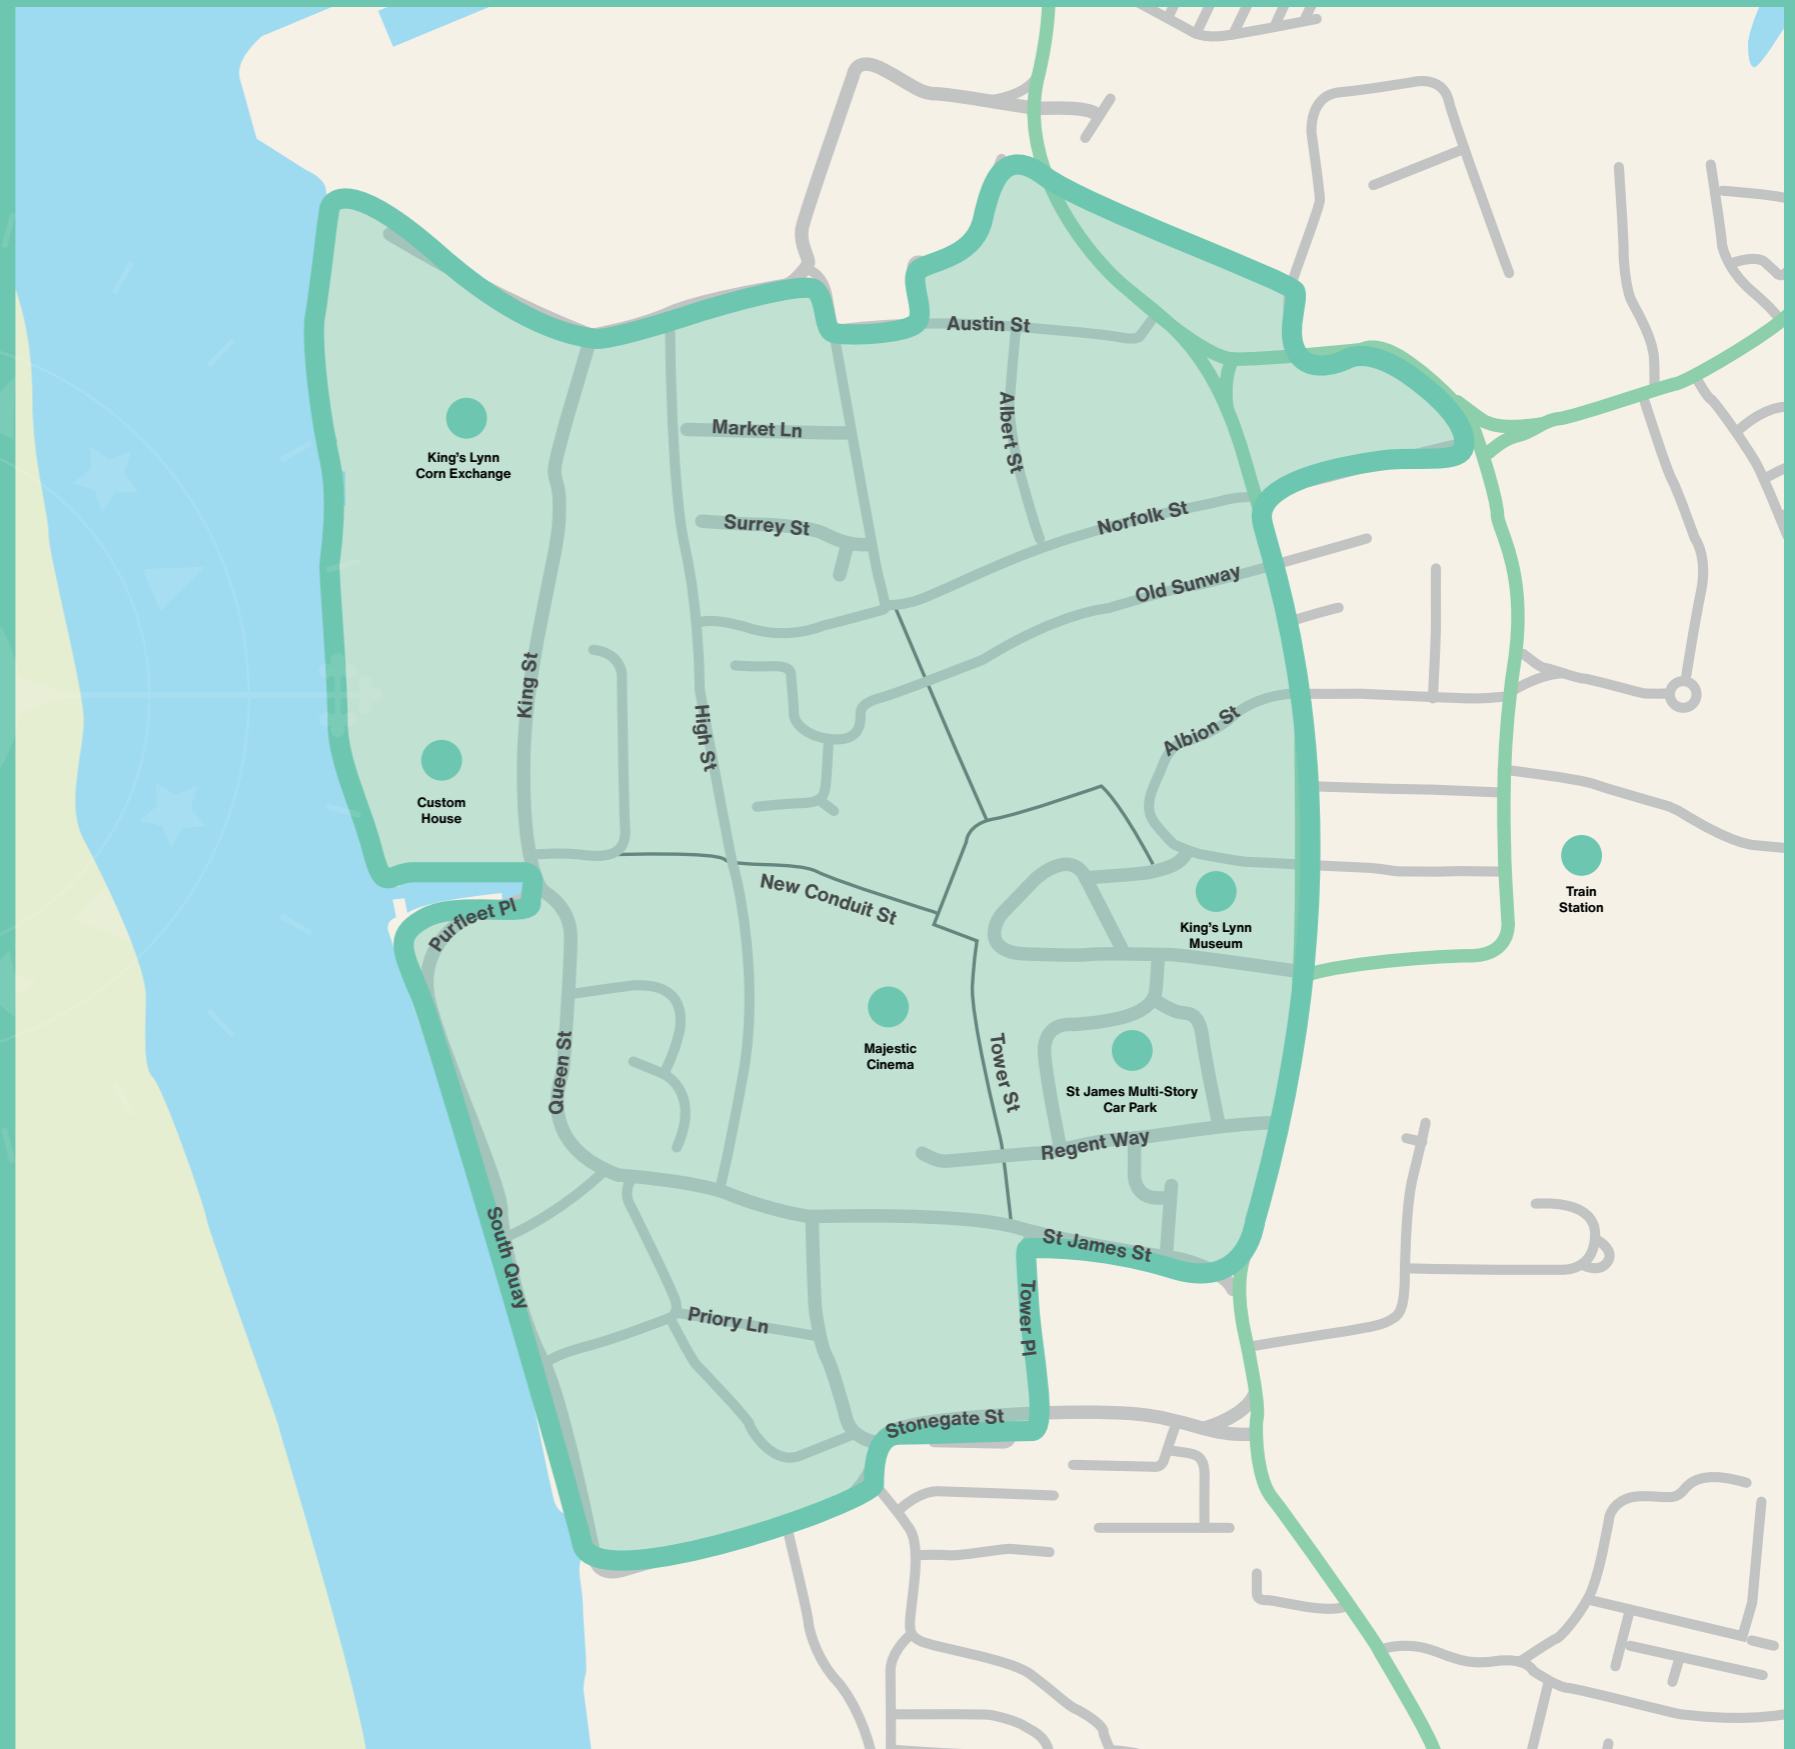 Austin St
Albert St
Market Ln
King's Lynn
Corn Exchange
Surrey St
Norfolk St
Old Sunway
King St
High St
Albion St
Custom
House
New Conduit St
Train
Station
Purfleet Pl
King's Lynn
Museum
Majestic
Cinema
Queen St
Tower St
St James Multi-Story
Car Park
Regent Way
South Quay
St James St
Tower Pl
Priory Ln
Stonegate St